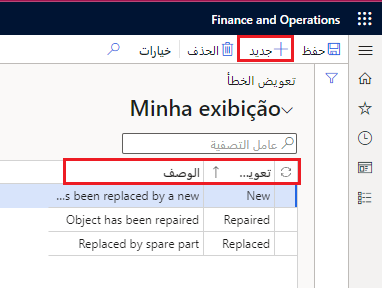 Finance and Operations
حفظ جديد الحذف خيارات
تعويض الخطأ
Minha exibição
عامل التصفية
تعويـ... الوصف
New ...s been replaced by a new
Repaired Object has been repaired
Replaced Replaced by spare part